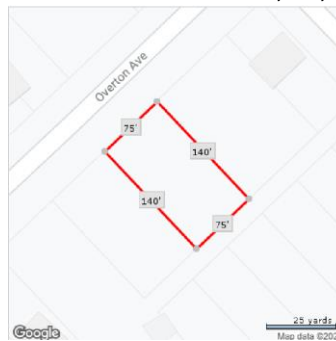 Overton Ave
75'
140'
140'
75'
25 yards
Google
Map data ©202